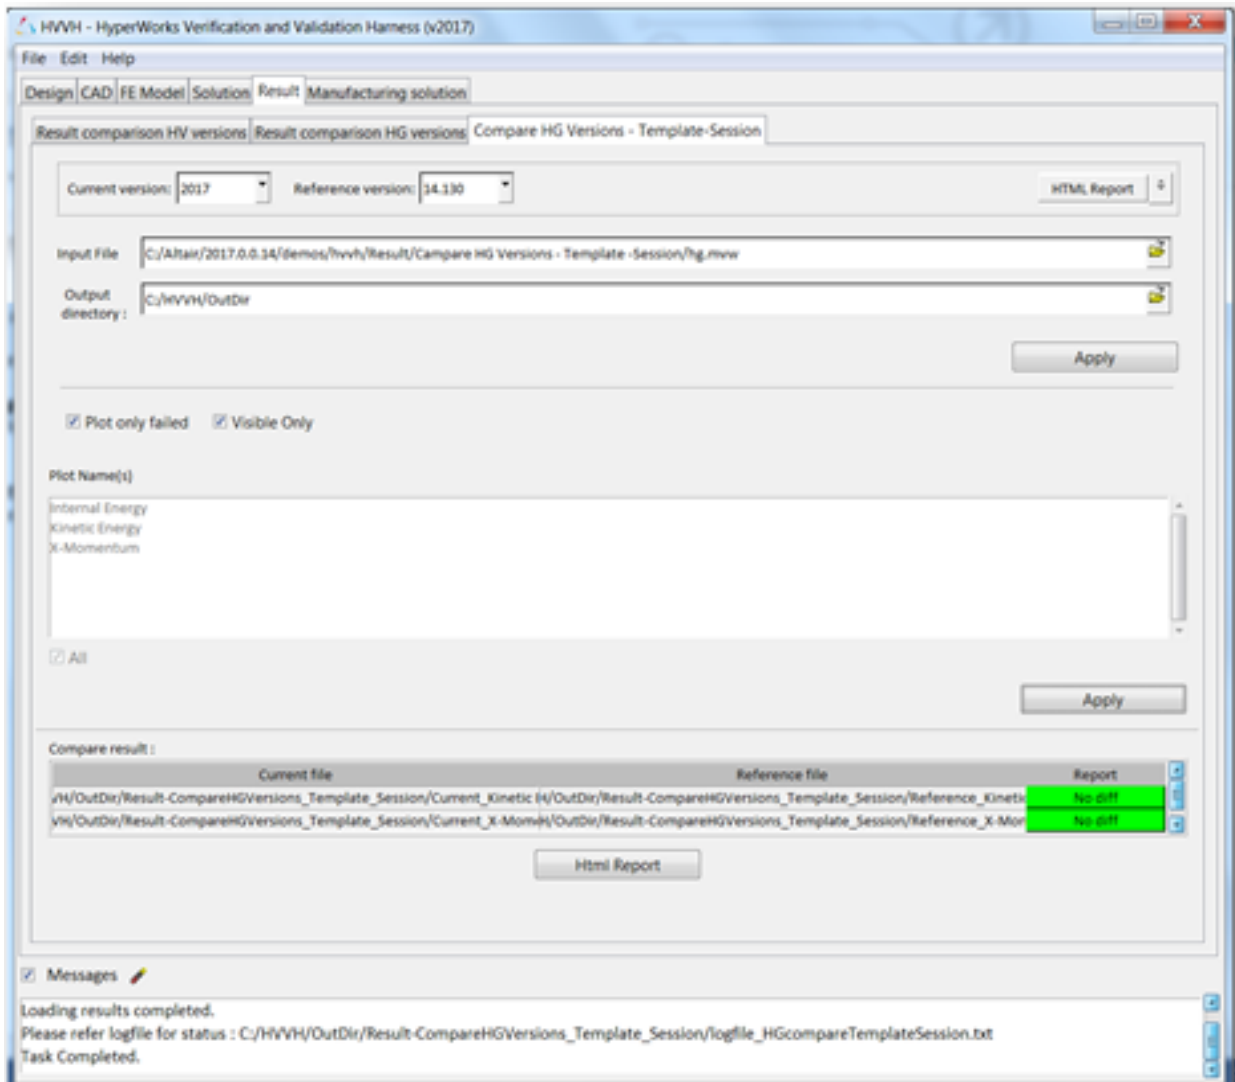 HVVH - HyperWorks Verification and Validation Harness (v2017)
File Edit Help
Design CAD FE Model Solution Result Manufacturing solution
Result comparison HV versions Result comparison HG versions Compare HG Versions - Template-Session
Current version: 2017 Reference version: 14.130 HTML Report
Input File C:/Altair/2017.0.0.14/demos/hvvh/Result/Campare HG Versions - Template -Session/hg.mvw
Output directory : C:/HVVH/OutDir
Apply
Plot only failed Visible Only
Plot Name(s)
Internal Energy
Kinetic Energy
X-Momentum
All
Apply
Compare result :
Current file Reference file Report
VH/OutDir/Result-CompareHGVersions_Template_Session/Current_Kinetic H/OutDir/Result-CompareHGVersions_Template_Session/Reference_Kinetic No diff
VH/OutDir/Result-CompareHGVersions_Template_Session/Current_X-Mome H/OutDir/Result-CompareHGVersions_Template_Session/Reference_X-Mor No diff
Html Report
Messages
Loading results completed.
Please refer logfile for status : C:/HVVH/OutDir/Result-CompareHGVersions_Template_Session/logfile_HGcompareTemplateSession.txt
Task Completed.